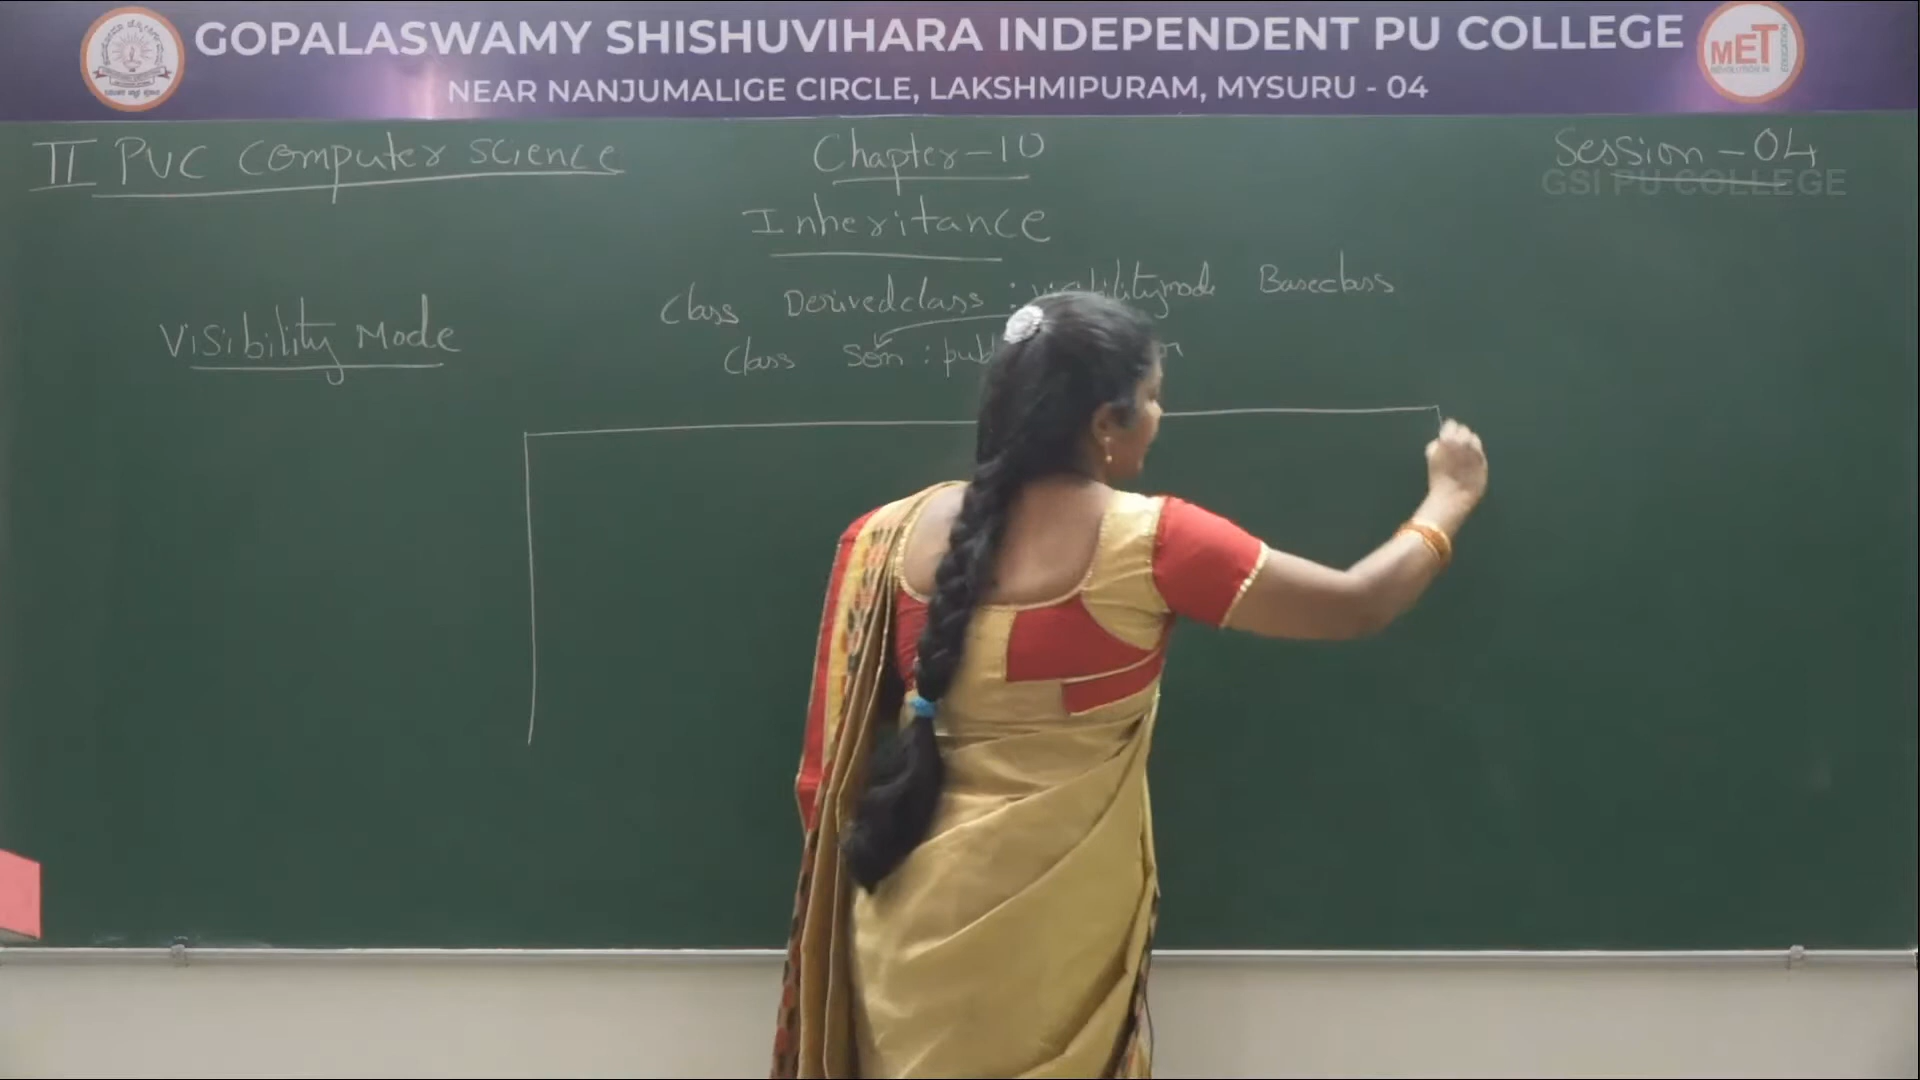 GOPALASWAMY SHISHUVIHARA INDEPENDENT PU COLLEGE
NEAR NANJUMALIGE CIRCLE, LAKSHMIPURAM, MYSURU - 04
MET
EDUCATION
II PUC Computer Science
Chapter-10
Session-04
GSI PU COLLEGE
Inheritance
Class Derivedclass : visibilitymode Baseclass
Visibility Mode
Class Son :